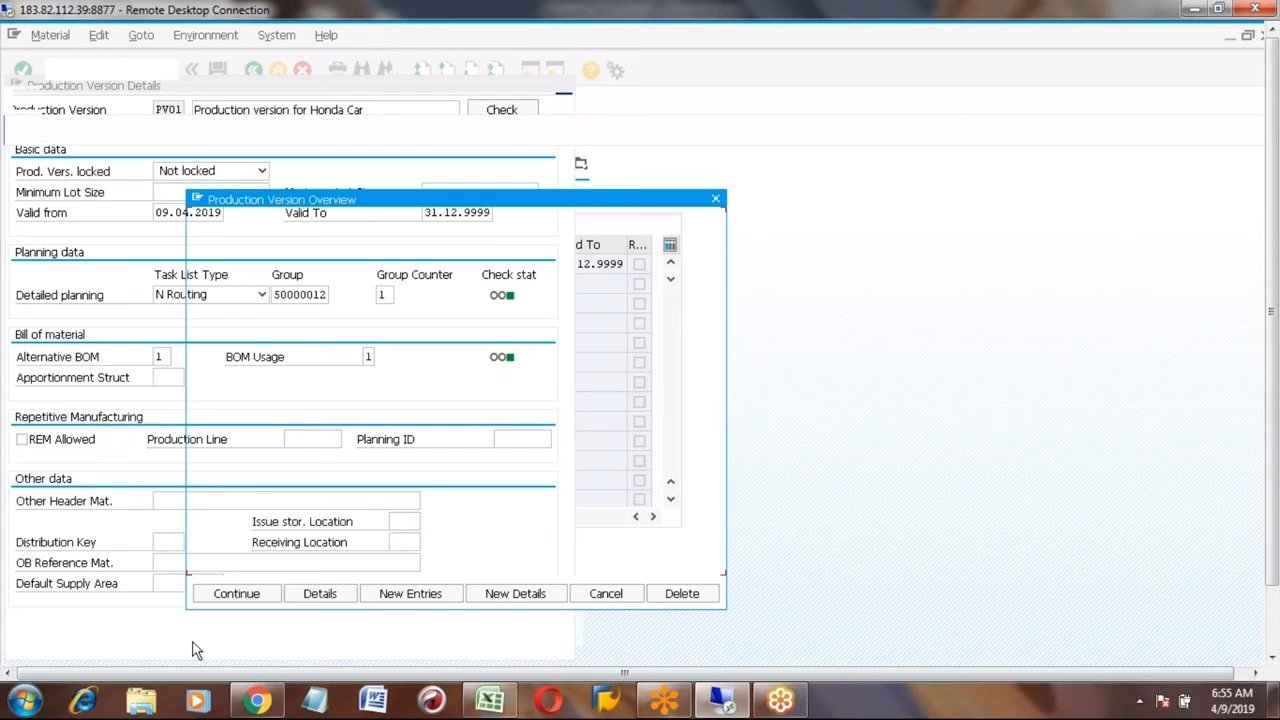 183.82.112.39:8877 - Remote Desktop Connection
Material Edit Goto Environment System Help
Production Version Details
Production Version PV01 Production version for Honda Car Check
Basic data
Prod. Vers. locked Not locked
Minimum Lot Size
Production Version Overview
Valid from 09.04.2019 Valid To 31.12.9999
Planning data
d To R...
12.9999
Task List Type Group Group Counter Check stat
Detailed planning N Routing 50000012 1
Bill of material
Alternative BOM 1 BOM Usage 1
Apportionment Struct
Repetitive Manufacturing
REM Allowed Production Line Planning ID
Other data
Other Header Mat.
Issue stor. Location
Distribution Key Receiving Location
OB Reference Mat.
Default Supply Area
Continue Details New Entries New Details Cancel Delete
6:55 AM
4/9/2019